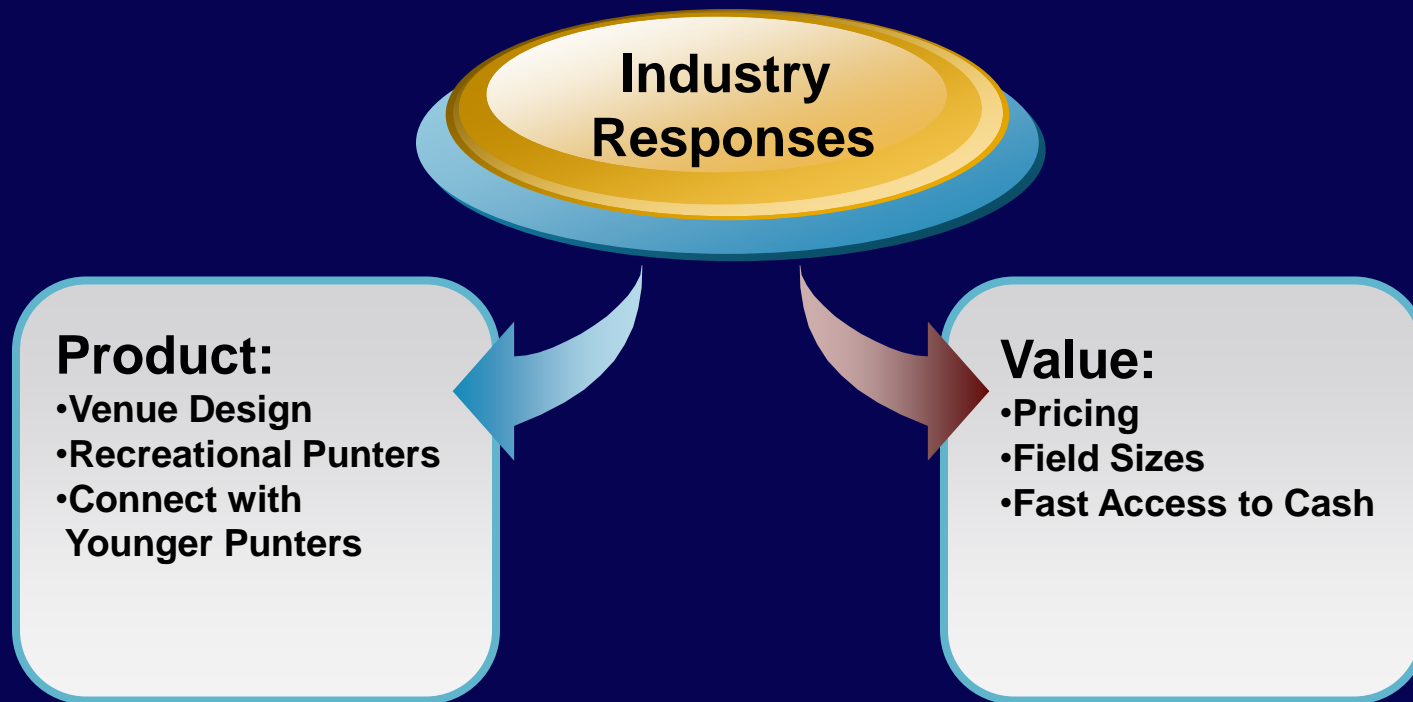 Industry
Responses
Product:
•Venue Design
•Recreational Punters
•Connect with
Younger Punters
Value:
•Pricing
•Field Sizes
•Fast Access to Cash